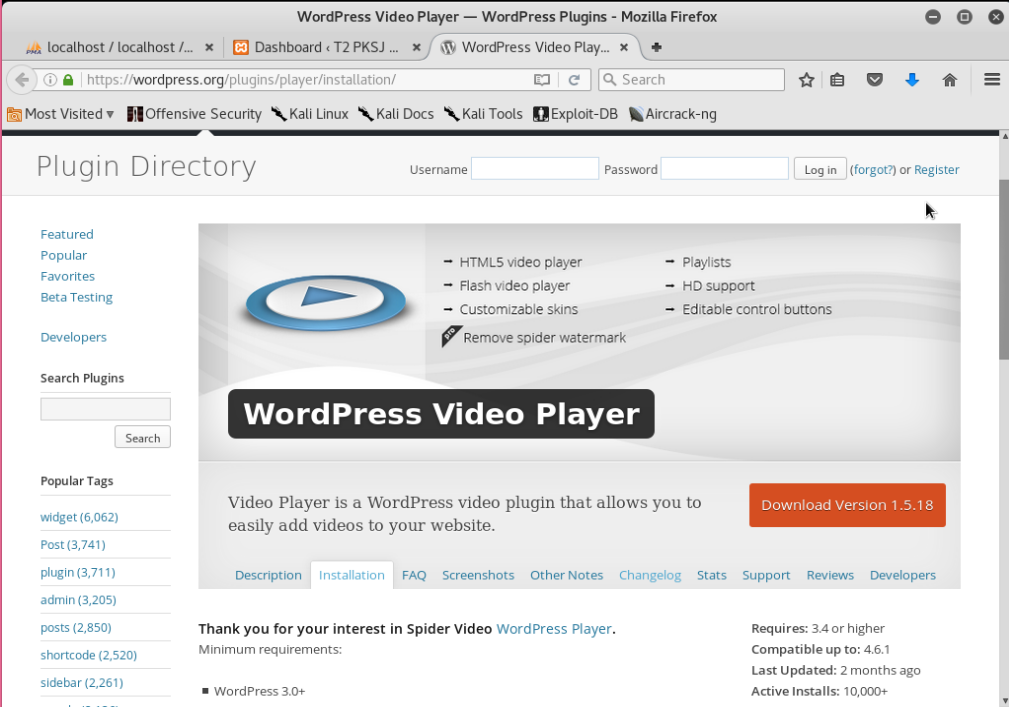 WordPress Video Player — WordPress Plugins - Mozilla Firefox
localhost / localhost /...
Dashboard ‹ T2 PKSJ ...
WordPress Video Play...
https://wordpress.org/plugins/player/installation/
Search
Most Visited
Offensive Security
Kali Linux
Kali Docs
Kali Tools
Exploit-DB
Aircrack-ng
Plugin Directory
Username
Password
Log in
(forgot?) or Register
Featured
Popular
Favorites
Beta Testing
Developers
Search Plugins
Search
Popular Tags
widget (6,062)
Post (3,741)
plugin (3,711)
admin (3,205)
posts (2,850)
shortcode (2,520)
sidebar (2,261)
HTML5 video player
Flash video player
Customizable skins
pro Remove spider watermark
Playlists
HD support
Editable control buttons
WordPress Video Player
Video Player is a WordPress video plugin that allows you to
easily add videos to your website.
Download Version 1.5.18
Description
Installation
FAQ
Screenshots
Other Notes
Changelog
Stats
Support
Reviews
Developers
Thank you for your interest in Spider Video WordPress Player.
Minimum requirements:
WordPress 3.0+
Requires: 3.4 or higher
Compatible up to: 4.6.1
Last Updated: 2 months ago
Active Installs: 10,000+